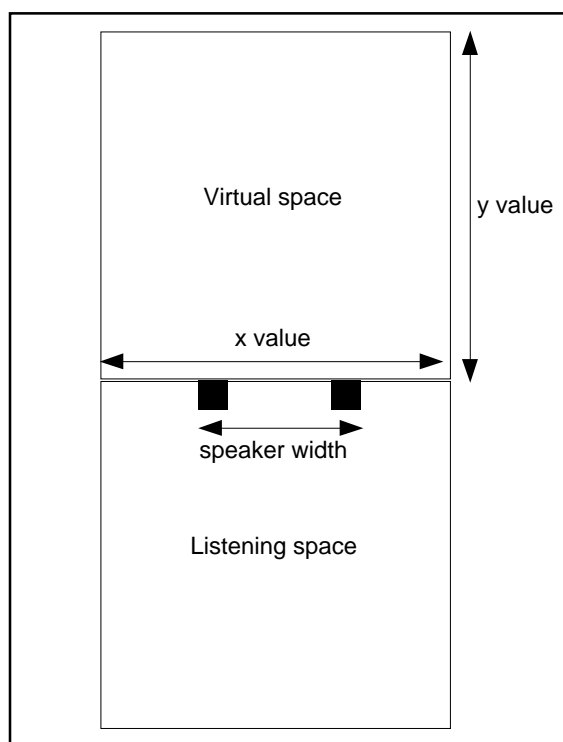 Virtual space
y value
x value
speaker width
Listening space